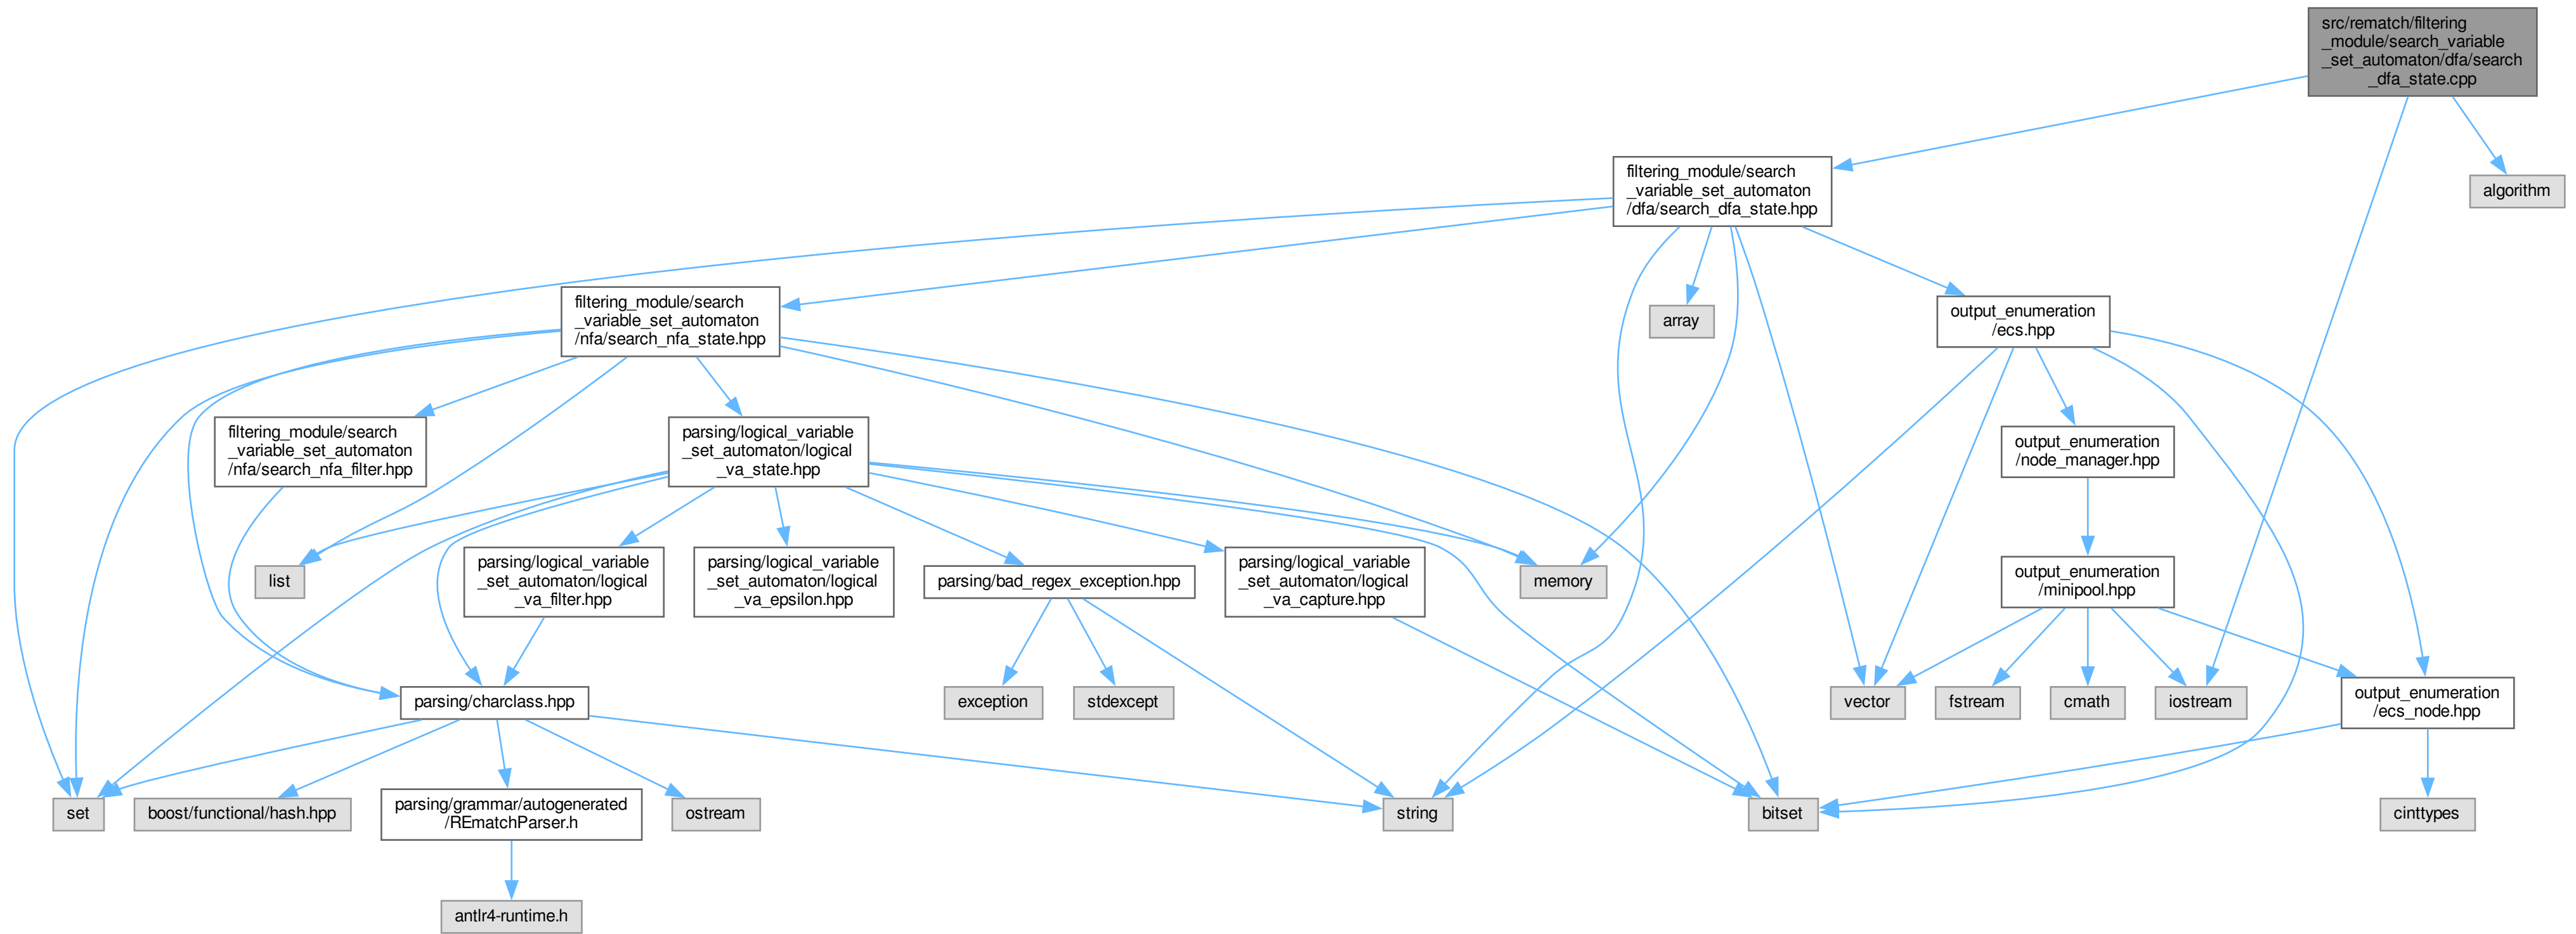 src/rematch/filtering
_module/search_variable
_set_automaton/dfa/search
_dfa_state.cpp
filtering_module/search
_variable_set_automaton
/dfa/search_dfa_state.hpp
algorithm
filtering_module/search
_variable_set_automaton
/nfa/search_nfa_state.hpp
array
output_enumeration
/ecs.hpp
filtering_module/search
_variable_set_automaton
/nfa/search_nfa_filter.hpp
parsing/logical_variable
_set_automaton/logical
_va_state.hpp
output_enumeration
/node_manager.hpp
list
parsing/logical_variable
_set_automaton/logical
_va_filter.hpp
parsing/logical_variable
_set_automaton/logical
_va_epsilon.hpp
parsing/bad_regex_exception.hpp
parsing/logical_variable
_set_automaton/logical
_va_capture.hpp
memory
output_enumeration
/minipool.hpp
parsing/charclass.hpp
exception
stdexcept
vector
fstream
cmath
iostream
output_enumeration
/ecs_node.hpp
set
boost/functional/hash.hpp
parsing/grammar/autogenerated
/REmatchParser.h
ostream
string
bitset
cinttypes
antlr4-runtime.h